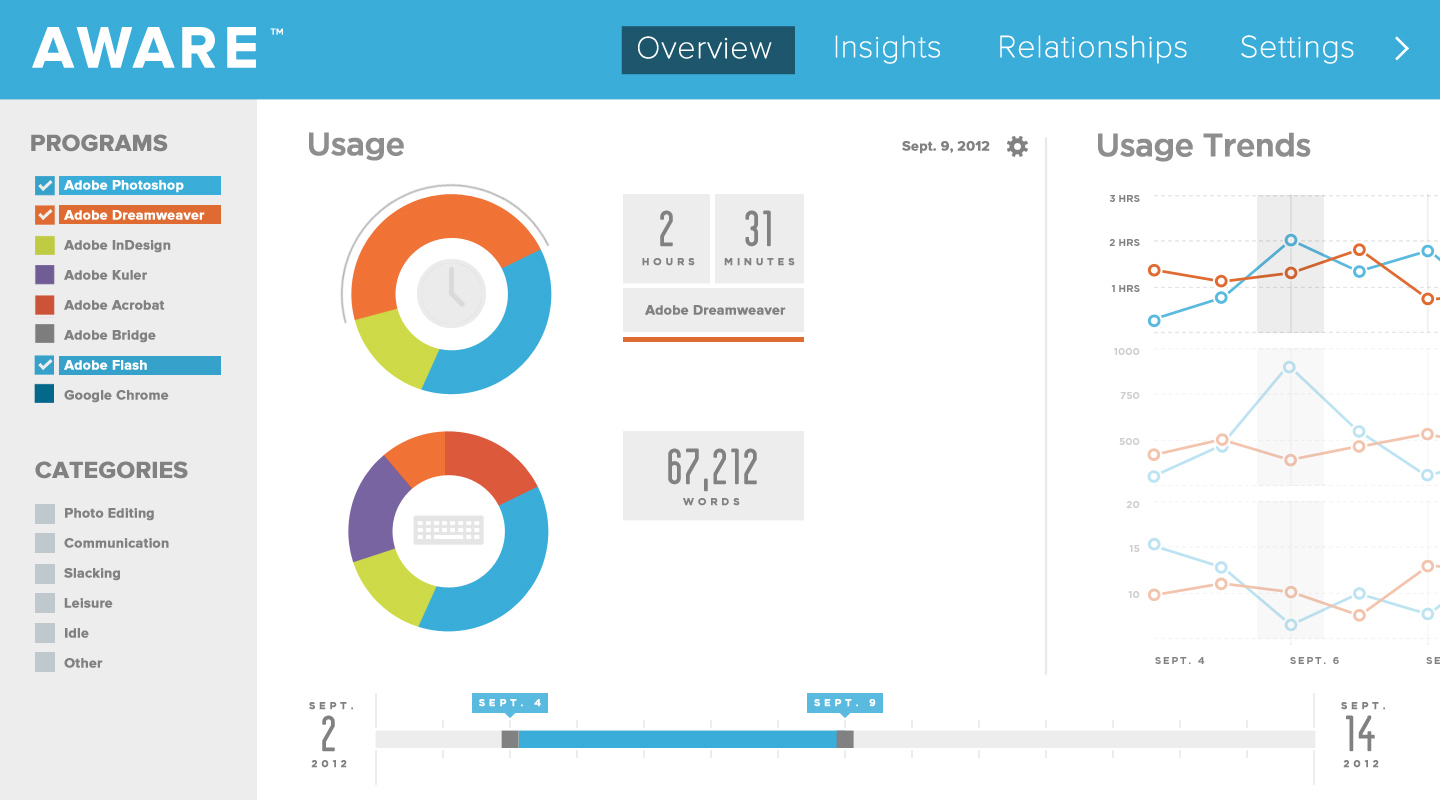 AWARE ™
Overview
Insights
Relationships
Settings
PROGRAMS
Adobe Photoshop
Adobe Dreamweaver
Adobe InDesign
Adobe Kuler
Adobe Acrobat
Adobe Bridge
Adobe Flash
Google Chrome
CATEGORIES
Photo Editing
Communication
Slacking
Leisure
Idle
Other
Usage
Sept. 9, 2012
2
HOURS
31
MINUTES
Adobe Dreamweaver
67,212
WORDS
Usage Trends
3 HRS
2 HRS
1 HRS
1000
750
500
20
15
10
SEPT. 4
SEPT. 6
SE
SEPT.
2
2012
SEPT. 4
SEPT. 9
SEPT.
14
2012